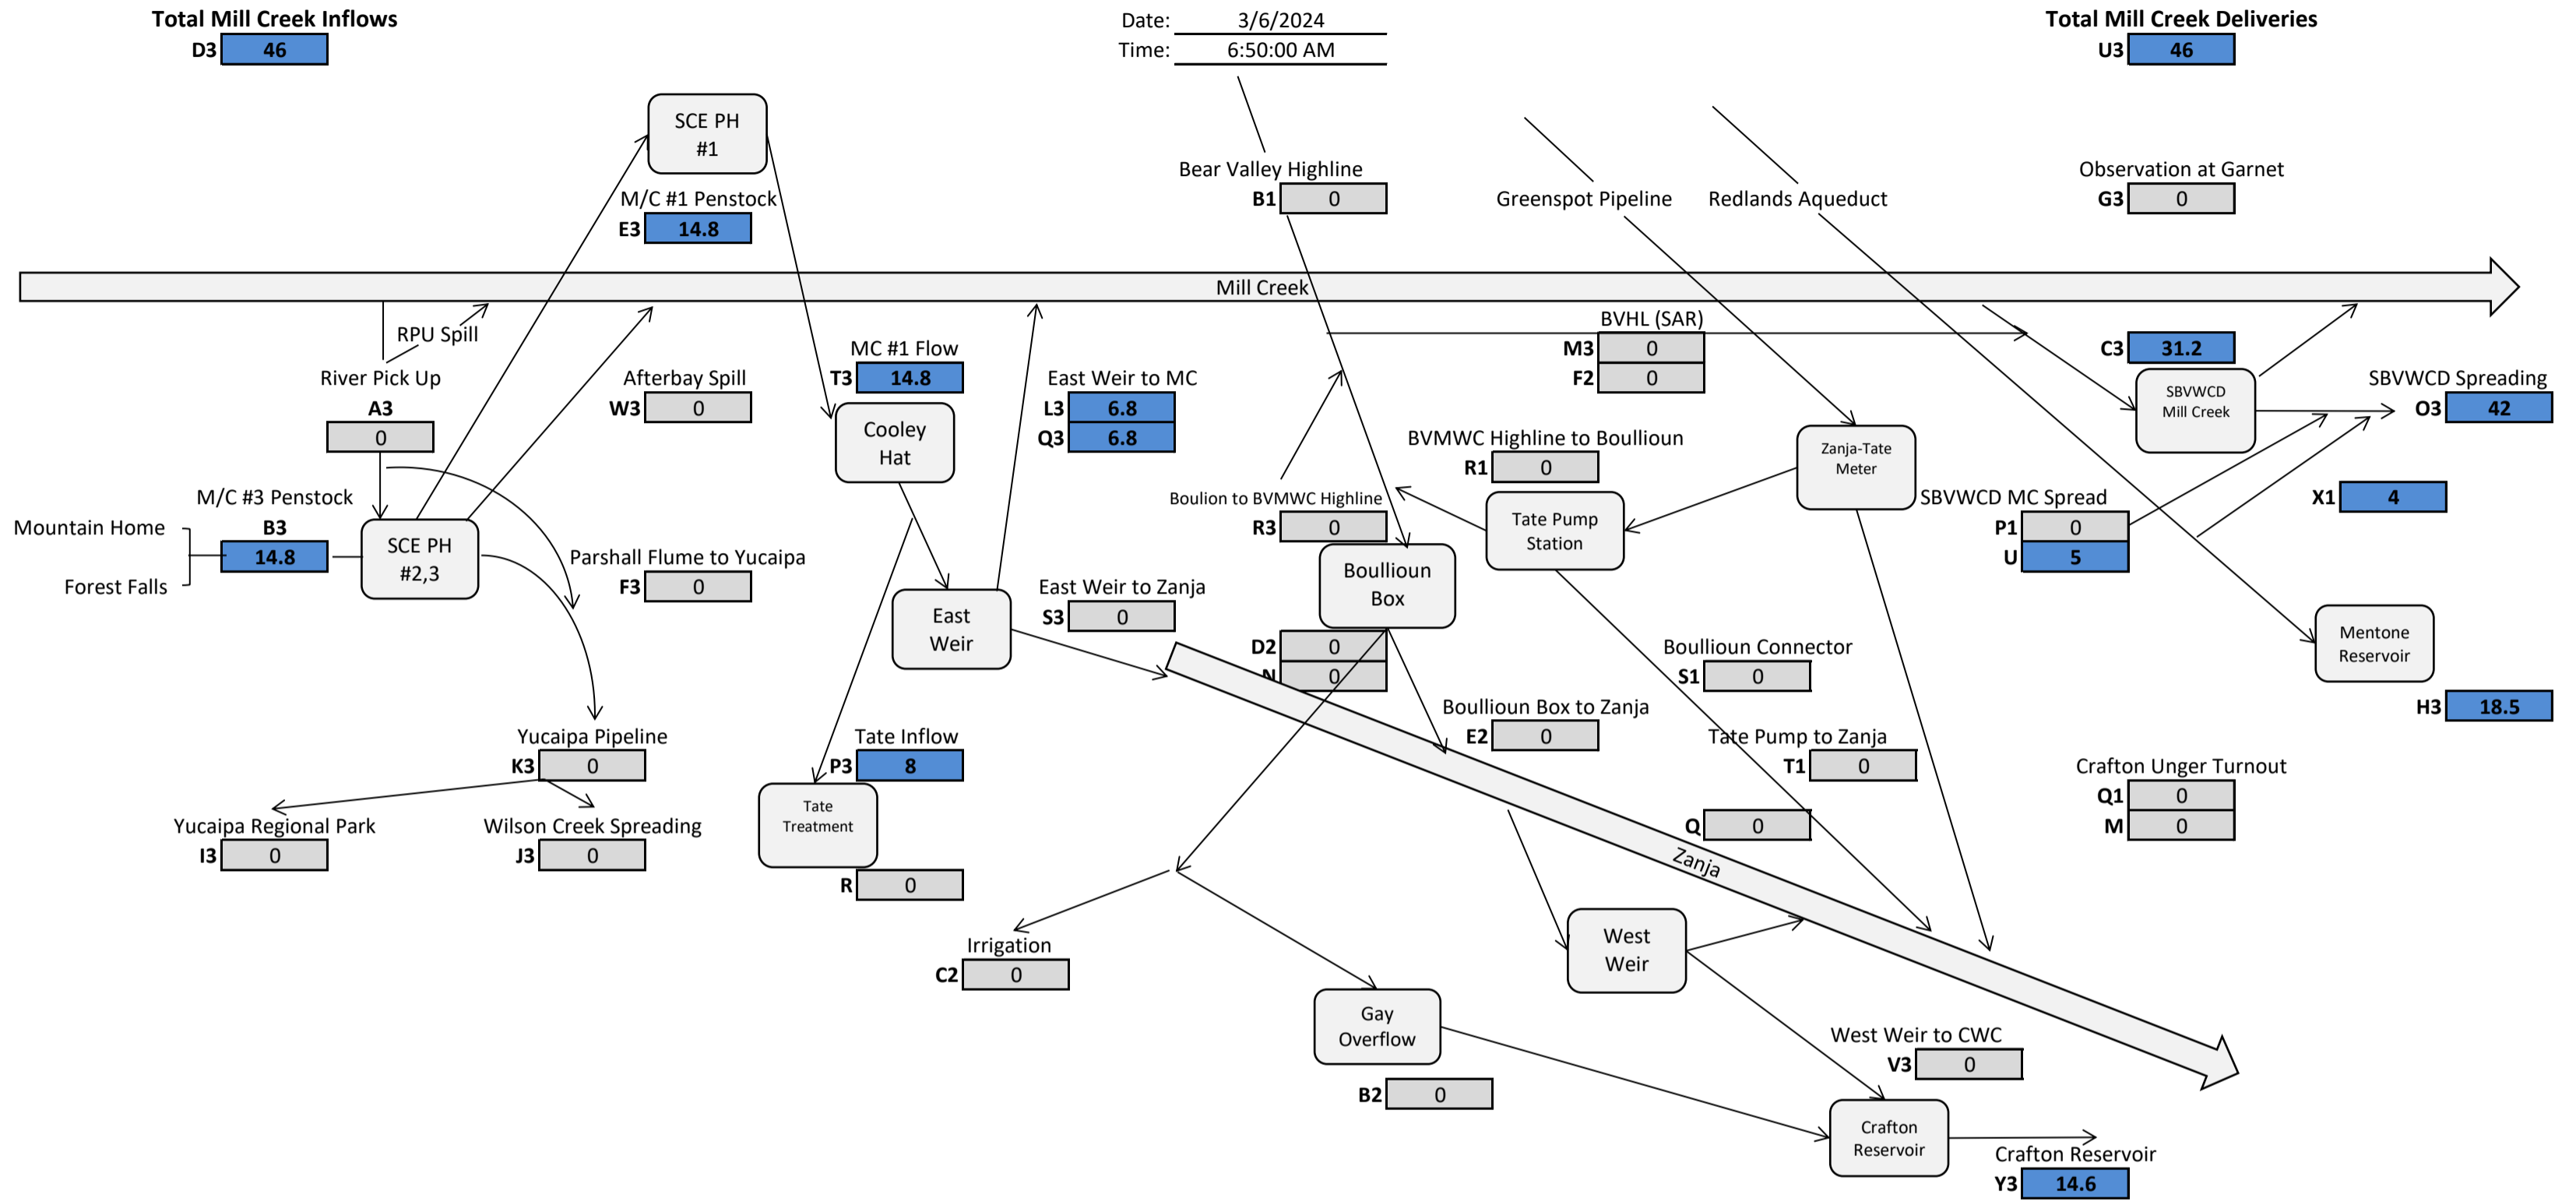 Total Mill Creek Inflows
D3 46
Date: 3/6/2024
Time: 6:50:00 AM
Total Mill Creek Deliveries
U3 46
SCE PH
#1
M/C #1 Penstock
E3 14.8
Bear Valley Highline
B1 0
Greenspot Pipeline
Redlands Aqueduct
Observation at Garnet
G3 0
Mill Creek
RPU Spill
River Pick Up
A3
0
Afterbay Spill
W3 0
MC #1 Flow
T3 14.8
Cooley
Hat
East Weir to MC
L3 6.8
Q3 6.8
BVHL (SAR)
M3 0
F2 0
C3 31.2
SBVWCD
Mill Creek
SBVWCD Spreading
O3 42
BVMWC Highline to Boullioun
R1 0
Zanja-Tate
Meter
M/C #3 Penstock
B3
14.8
Mountain Home
Forest Falls
SCE PH
#2,3
Parshall Flume to Yucaipa
F3 0
Boulion to BVMWC Highline
R3 0
Tate Pump
Station
SBVWCD MC Spread
P1 0
U 5
X1 4
Boullioun
Box
East Weir to Zanja
S3 0
East
Weir
D2 0
N 0
Boullioun Connector
S1 0
Mentone
Reservoir
H3 18.5
Boullioun Box to Zanja
E2 0
Yucaipa Pipeline
K3 0
Tate Inflow
P3 8
Tate Pump to Zanja
T1 0
Crafton Unger Turnout
Q1 0
M 0
Tate
Treatment
R 0
Q 0
Yucaipa Regional Park
I3 0
Wilson Creek Spreading
J3 0
Zanja
Irrigation
C2 0
West
Weir
Gay
Overflow
B2 0
West Weir to CWC
V3 0
Crafton
Reservoir
Crafton Reservoir
Y3 14.6